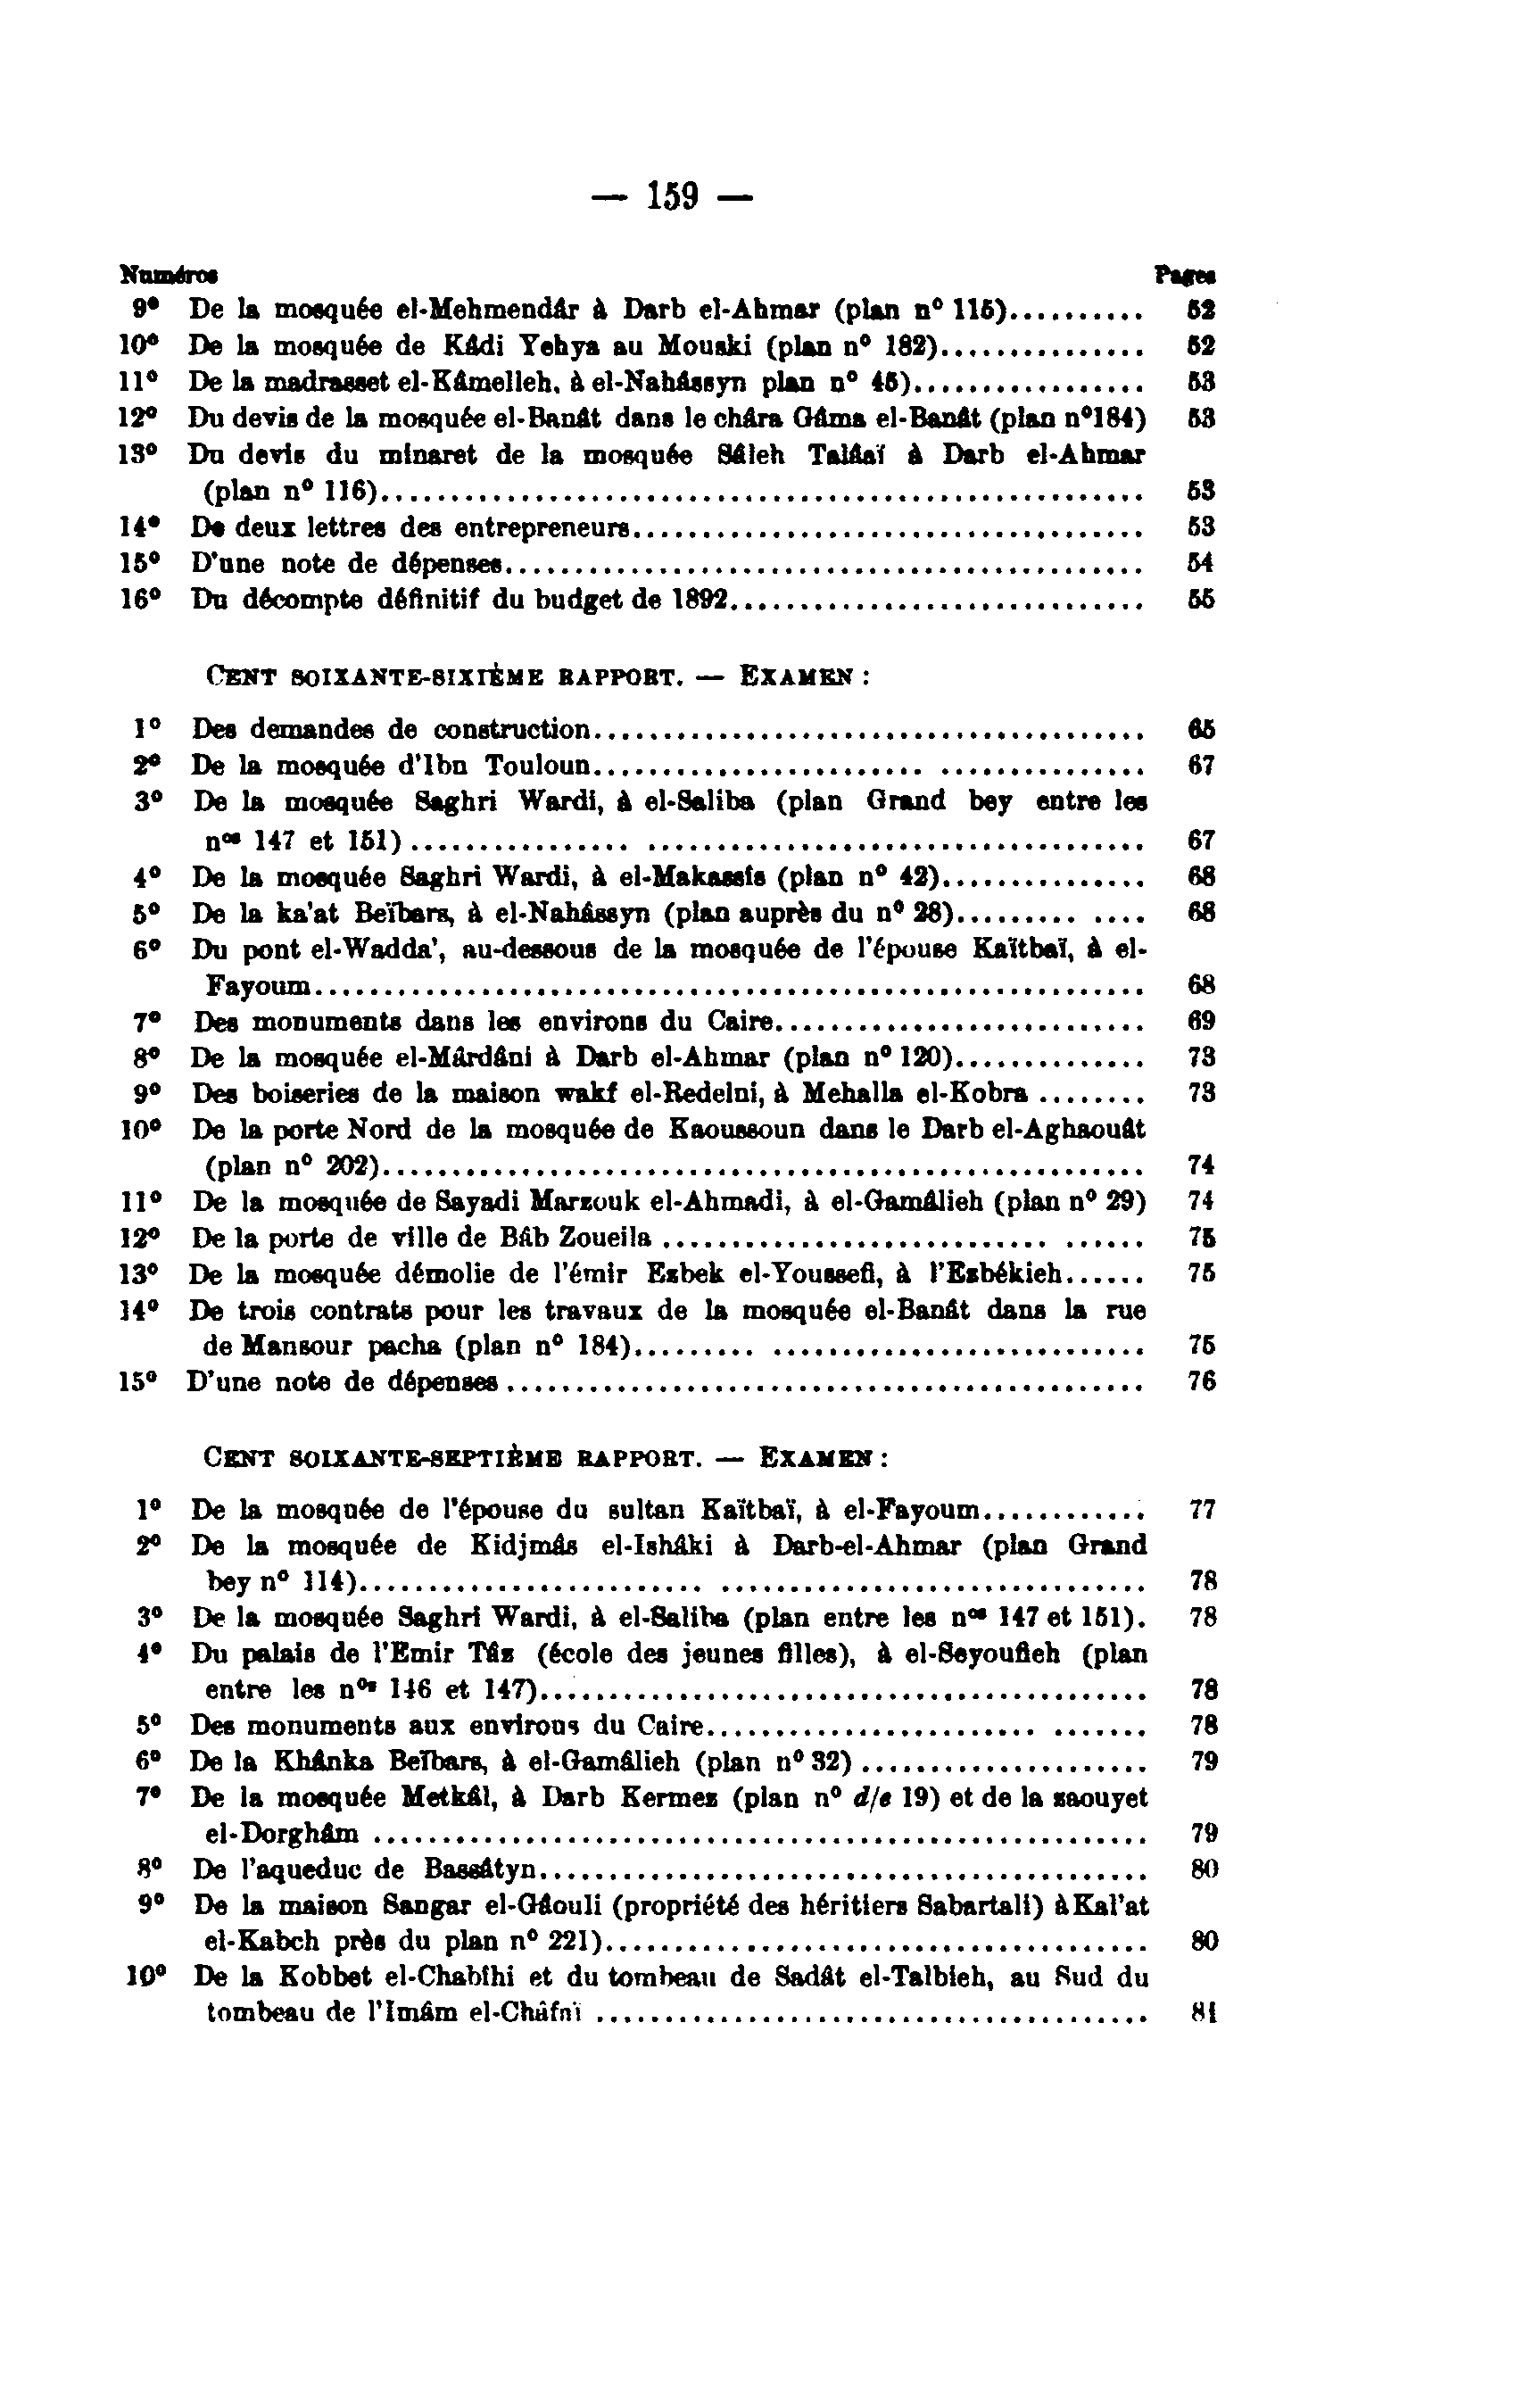 — 159 —
Numéros Pages
9° De la mosquée el-Mehmendâr à Darb el-Ahmar (plan n° 115).......... 52
10° De la mosquée de Kâdi Yehya au Mouski (plan n° 182)............... 52
11° De la madrasset el-Kâmelieh, à el-Nahâssyn plan n° 45)................. 53
12° Du devis de la mosquée el-Banât dans le châra Gâma el-Banât (plan n°184) 53
13° Du devis du minaret de la mosquée Sâleh Talâaï à Darb el-Ahmar
(plan n° 116)....................................................... 53
14° De deux lettres des entrepreneurs..................................... 53
15° D'une note de dépenses.............................................. 54
16° Du décompte définitif du budget de 1892.............................. 55
CENT SOIXANTE-SIXIÈME RAPPORT. — EXAMEN :
1° Des demandes de construction........................................ 65
2° De la mosquée d'Ibn Touloun........................ ............... 67
3° De la mosquée Saghri Wardi, à el-Saliba (plan Grand bey entre les
nos 147 et 151) ................ .................................... 67
4° De la mosquée Saghri Wardi, à el-Makassîs (plan n° 42)............... 68
5° De la ka'at Beïbars, à el-Nahâssyn (plan auprès du n° 28)......... .... 68
6° Du pont el-Wadda', au-dessous de la mosquée de l'épouse Kaïtbaï, à el-
Fayoum............................................................ 68
7° Des monuments dans les environs du Caire........................... 69
8° De la mosquée el-Mârdâni à Darb el-Ahmar (plan n° 120).............. 73
9° Des boiseries de la maison wakf el-Redelni, à Mehalla el-Kobra ........ 73
10° De la porte Nord de la mosquée de Kaoussoun dans le Darb el-Aghaouât
(plan n° 202)....................................................... 74
11° De la mosquée de Sayadi Marzouk el-Ahmadi, à el-Gamâlieh (plan n° 29) 74
12° De la porte de ville de Bâb Zoueila ............................ ...... 75
13° De la mosquée démolie de l'émir Ezbek el-Youssefi, à l'Ezbékieh...... 75
14° De trois contrats pour les travaux de la mosquée el-Banât dans la rue
de Mansour pacha (plan n° 184)......... ........................... 75
15° D'une note de dépenses .............................................. 76
CENT SOIXANTE-SEPTIÈME RAPPORT. — EXAMEN :
1° De la mosquée de l'épouse du sultan Kaïtbaï, à el-Fayoum............ 77
2° De la mosquée de Kidjmâs el-Ishâki à Darb-el-Ahmar (plan Grand
bey n° 114)......................... ............................... 78
3° De la mosquée Saghri Wardi, à el-Saliba (plan entre les nos 147 et 151). 78
4° Du palais de l'Emir Tâz (école des jeunes filles), à el-Seyoufieh (plan
entre les nos 146 et 147)............................................ 78
5° Des monuments aux environs du Caire........................ ....... 78
6° De la Khânka Beïbars, à el-Gamâlieh (plan n° 32) ..................... 79
7° De la mosquée Metkâl, à Darb Kermez (plan n° d/e 19) et de la zaouyet
el-Dorghâm ........................................................ 79
8° De l'aqueduc de Bassâtyn............................................ 80
9° De la maison Sangar el-Gâouli (propriété des héritiers Sabartali) à Kal'at
el-Kabch près du plan n° 221)....................................... 80
10° De la Kobbet el-Chabîhi et du tombeau de Sadât el-Talbieh, au Sud du
tombeau de l'Imâm el-Châfaï ........................................ 81